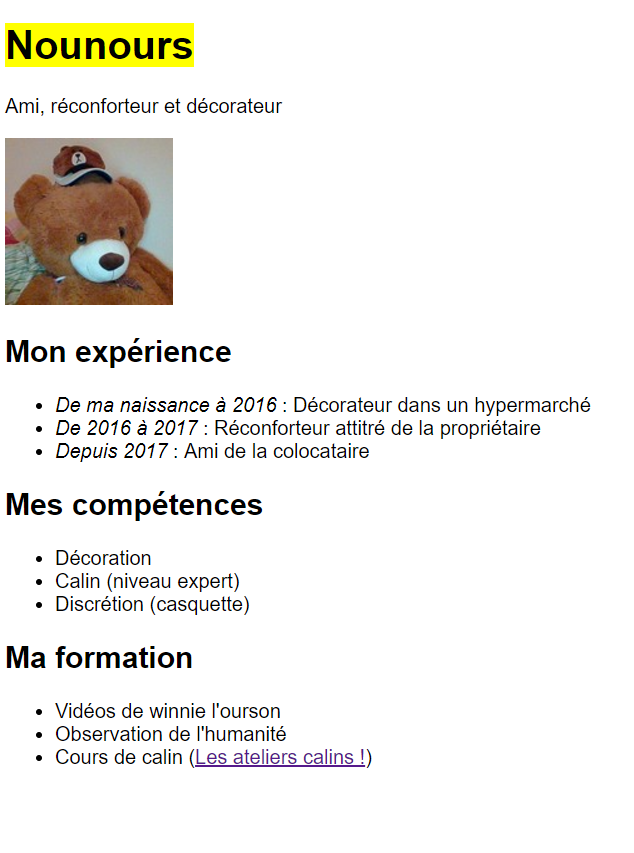 Nounours
Ami, réconforteur et décorateur
Mon expérience
De ma naissance à 2016 : Décorateur dans un hypermarché
De 2016 à 2017 : Réconforteur attitré de la propriétaire
Depuis 2017 : Ami de la colocataire
Mes compétences
Décoration
Calin (niveau expert)
Discrétion (casquette)
Ma formation
Vidéos de winnie l'ourson
Observation de l'humanité
Cours de calin (Les ateliers calins !)